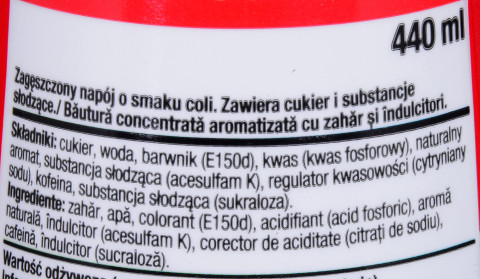 440 ml
Zagęszczony napój o smaku coli. Zawiera cukier i substancje
słodzące./ Băutură concentrată aromatizată cu zahăr și îndulcitori.
Składniki: cukier, woda, barwnik (E150d), kwas (kwas fosforowy), naturalny
aromat, substancja słodząca (acesulfam K), regulator kwasowości (cytryniany
sodu), kofeina, substancja słodząca (sukraloza).
Ingrediente: zahăr, apă, colorant (E150d), acidifiant (acid fosforic), aromă
naturală, îndulcitor (acesulfam K), corector de aciditate (citrați de sodiu),
cafeină, îndulcitor (sucraloză).
Wartość